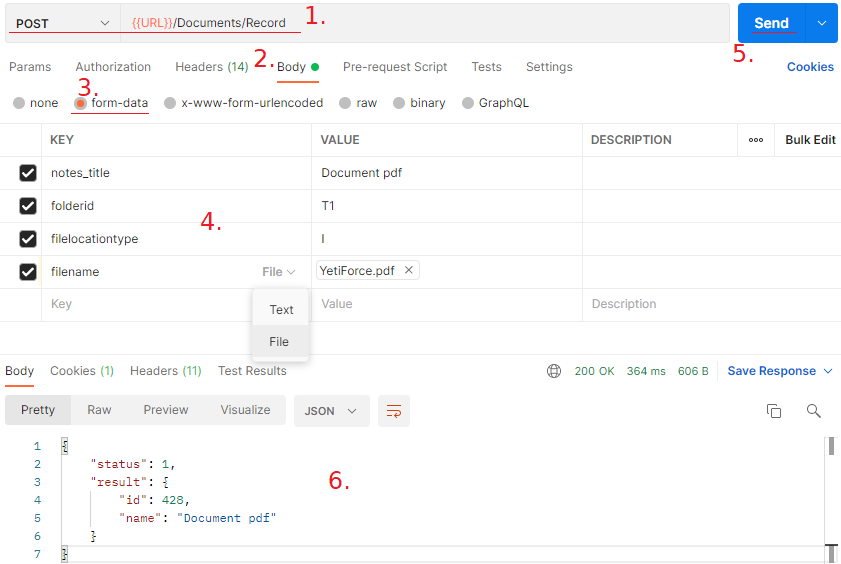 POST {{URL}}/Documents/Record 1. Send
5.
Params Authorization Headers (14) 2. Body Pre-request Script Tests Settings Cookies
3.
none form-data x-www-form-urlencoded raw binary GraphQL
KEY VALUE DESCRIPTION ooo Bulk Edit
notes_title Document pdf
folderid T1
4.
filelocationtype I
filename File YetiForce.pdf ×
Key Value Description
Text
File
Body Cookies (1) Headers (11) Test Results 200 OK 364 ms 606 B Save Response
Pretty Raw Preview Visualize JSON
1 {
2 "status": 1,
3 "result": {
6.
4 "id": 428,
5 "name": "Document pdf"
6 }
7 }